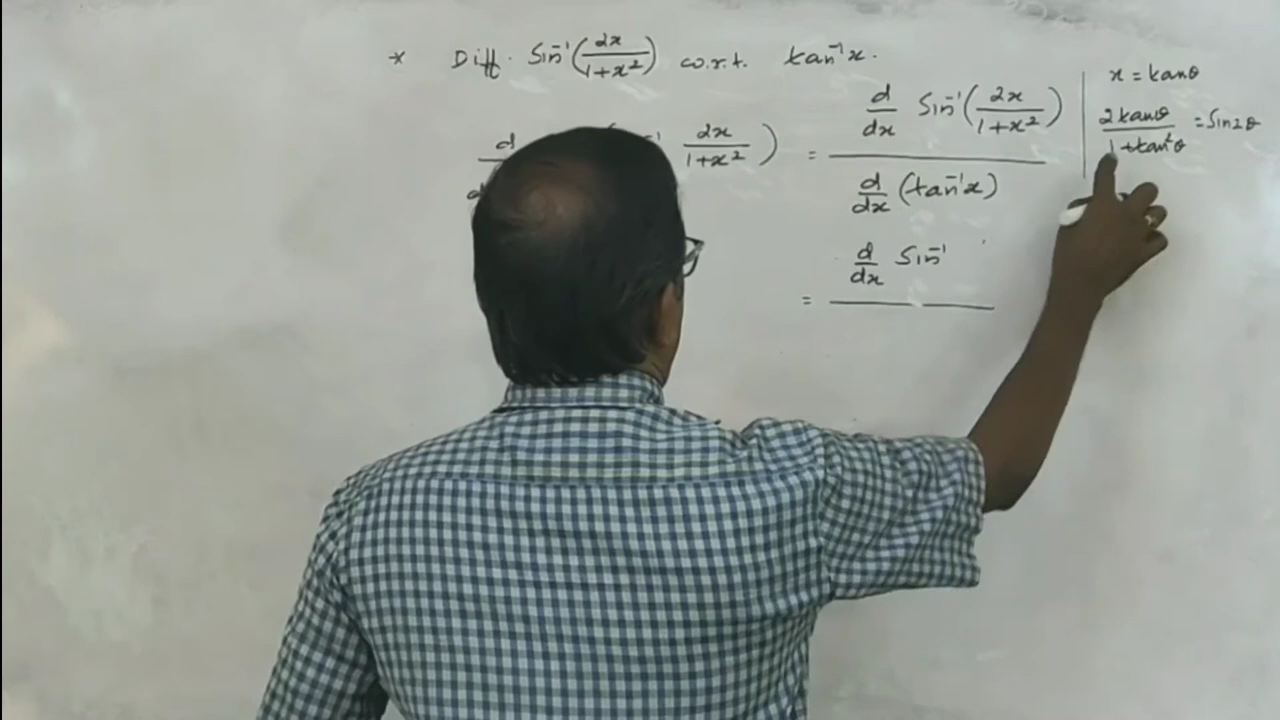 * Diff. Sin⁻¹(2x/1+x²) w.r.t. tan⁻¹x.
d 2x/1+x² ) = d/dx Sin⁻¹(2x/1+x²) / d/dx (tan⁻¹x)
= d/dx Sin⁻¹
x = tanθ
2tanθ/1+tan²θ = Sin2θ